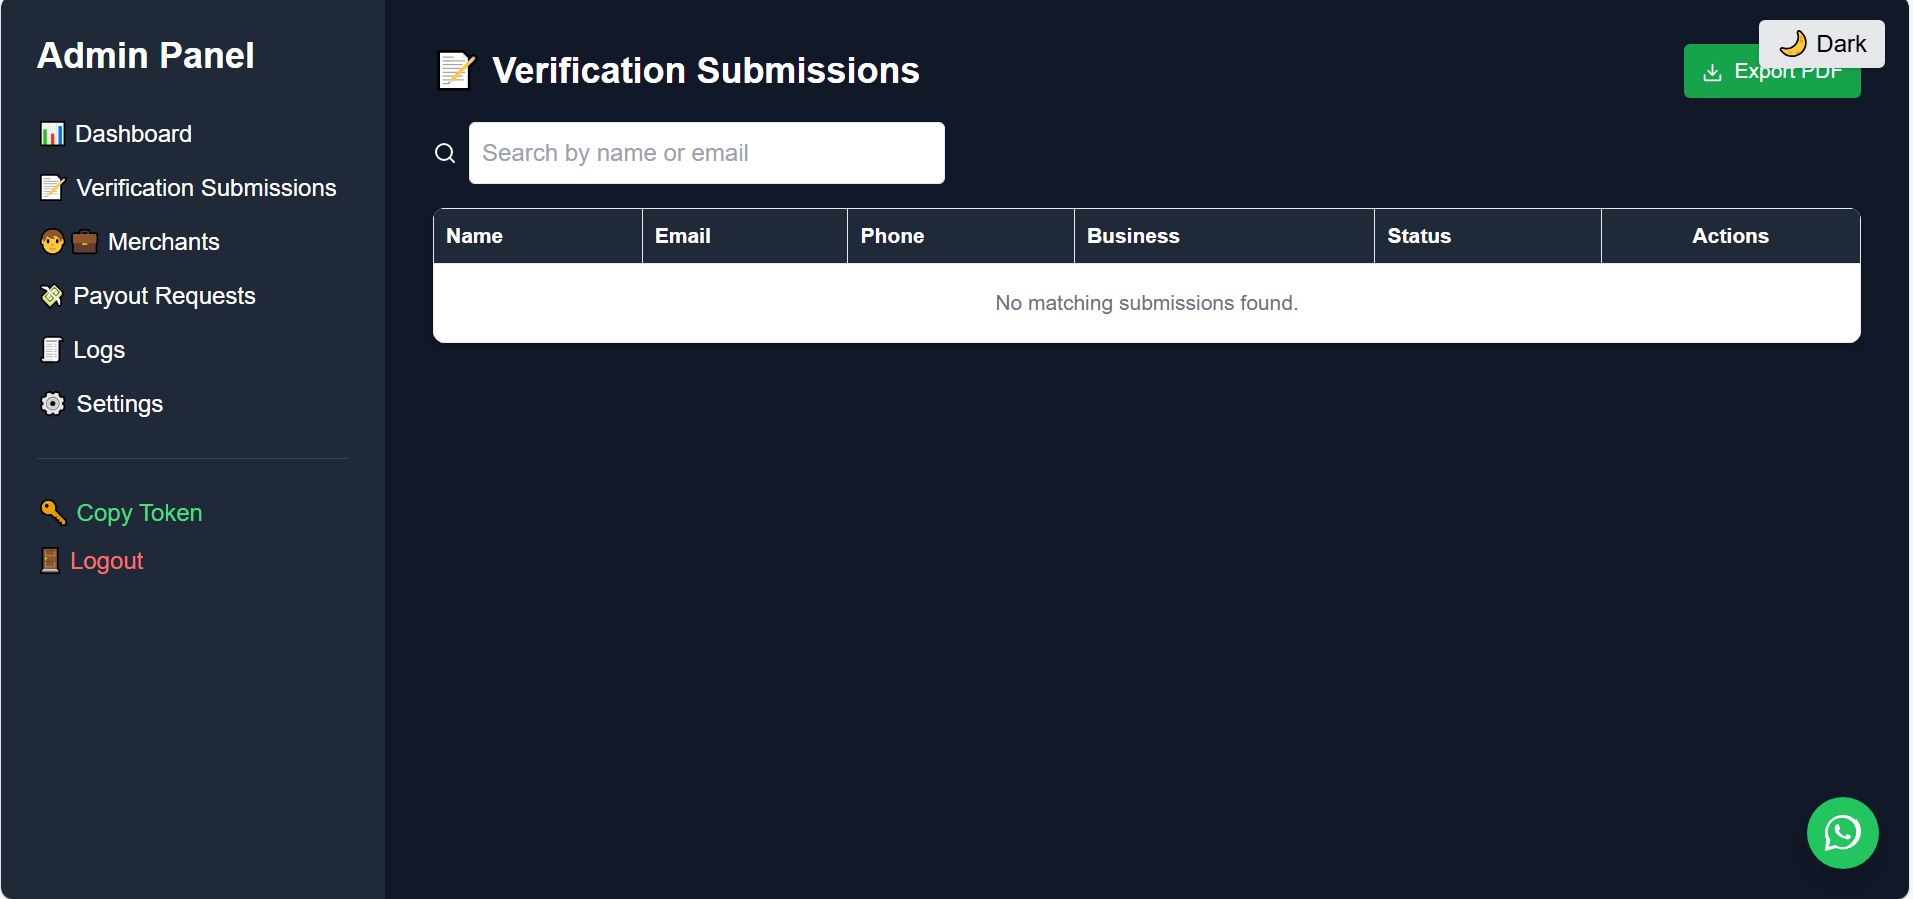 Admin Panel
Dashboard
Verification Submissions
Merchants
Payout Requests
Logs
Settings
Copy Token
Logout
Verification Submissions
Dark
Export PDF
Search by name or email
Name Email Phone Business Status Actions
No matching submissions found.